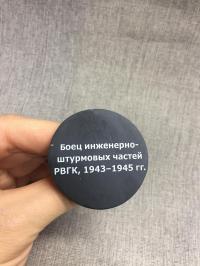 Боец инженерно-
штурмовых частей
РВГК, 1943–1945 гг.